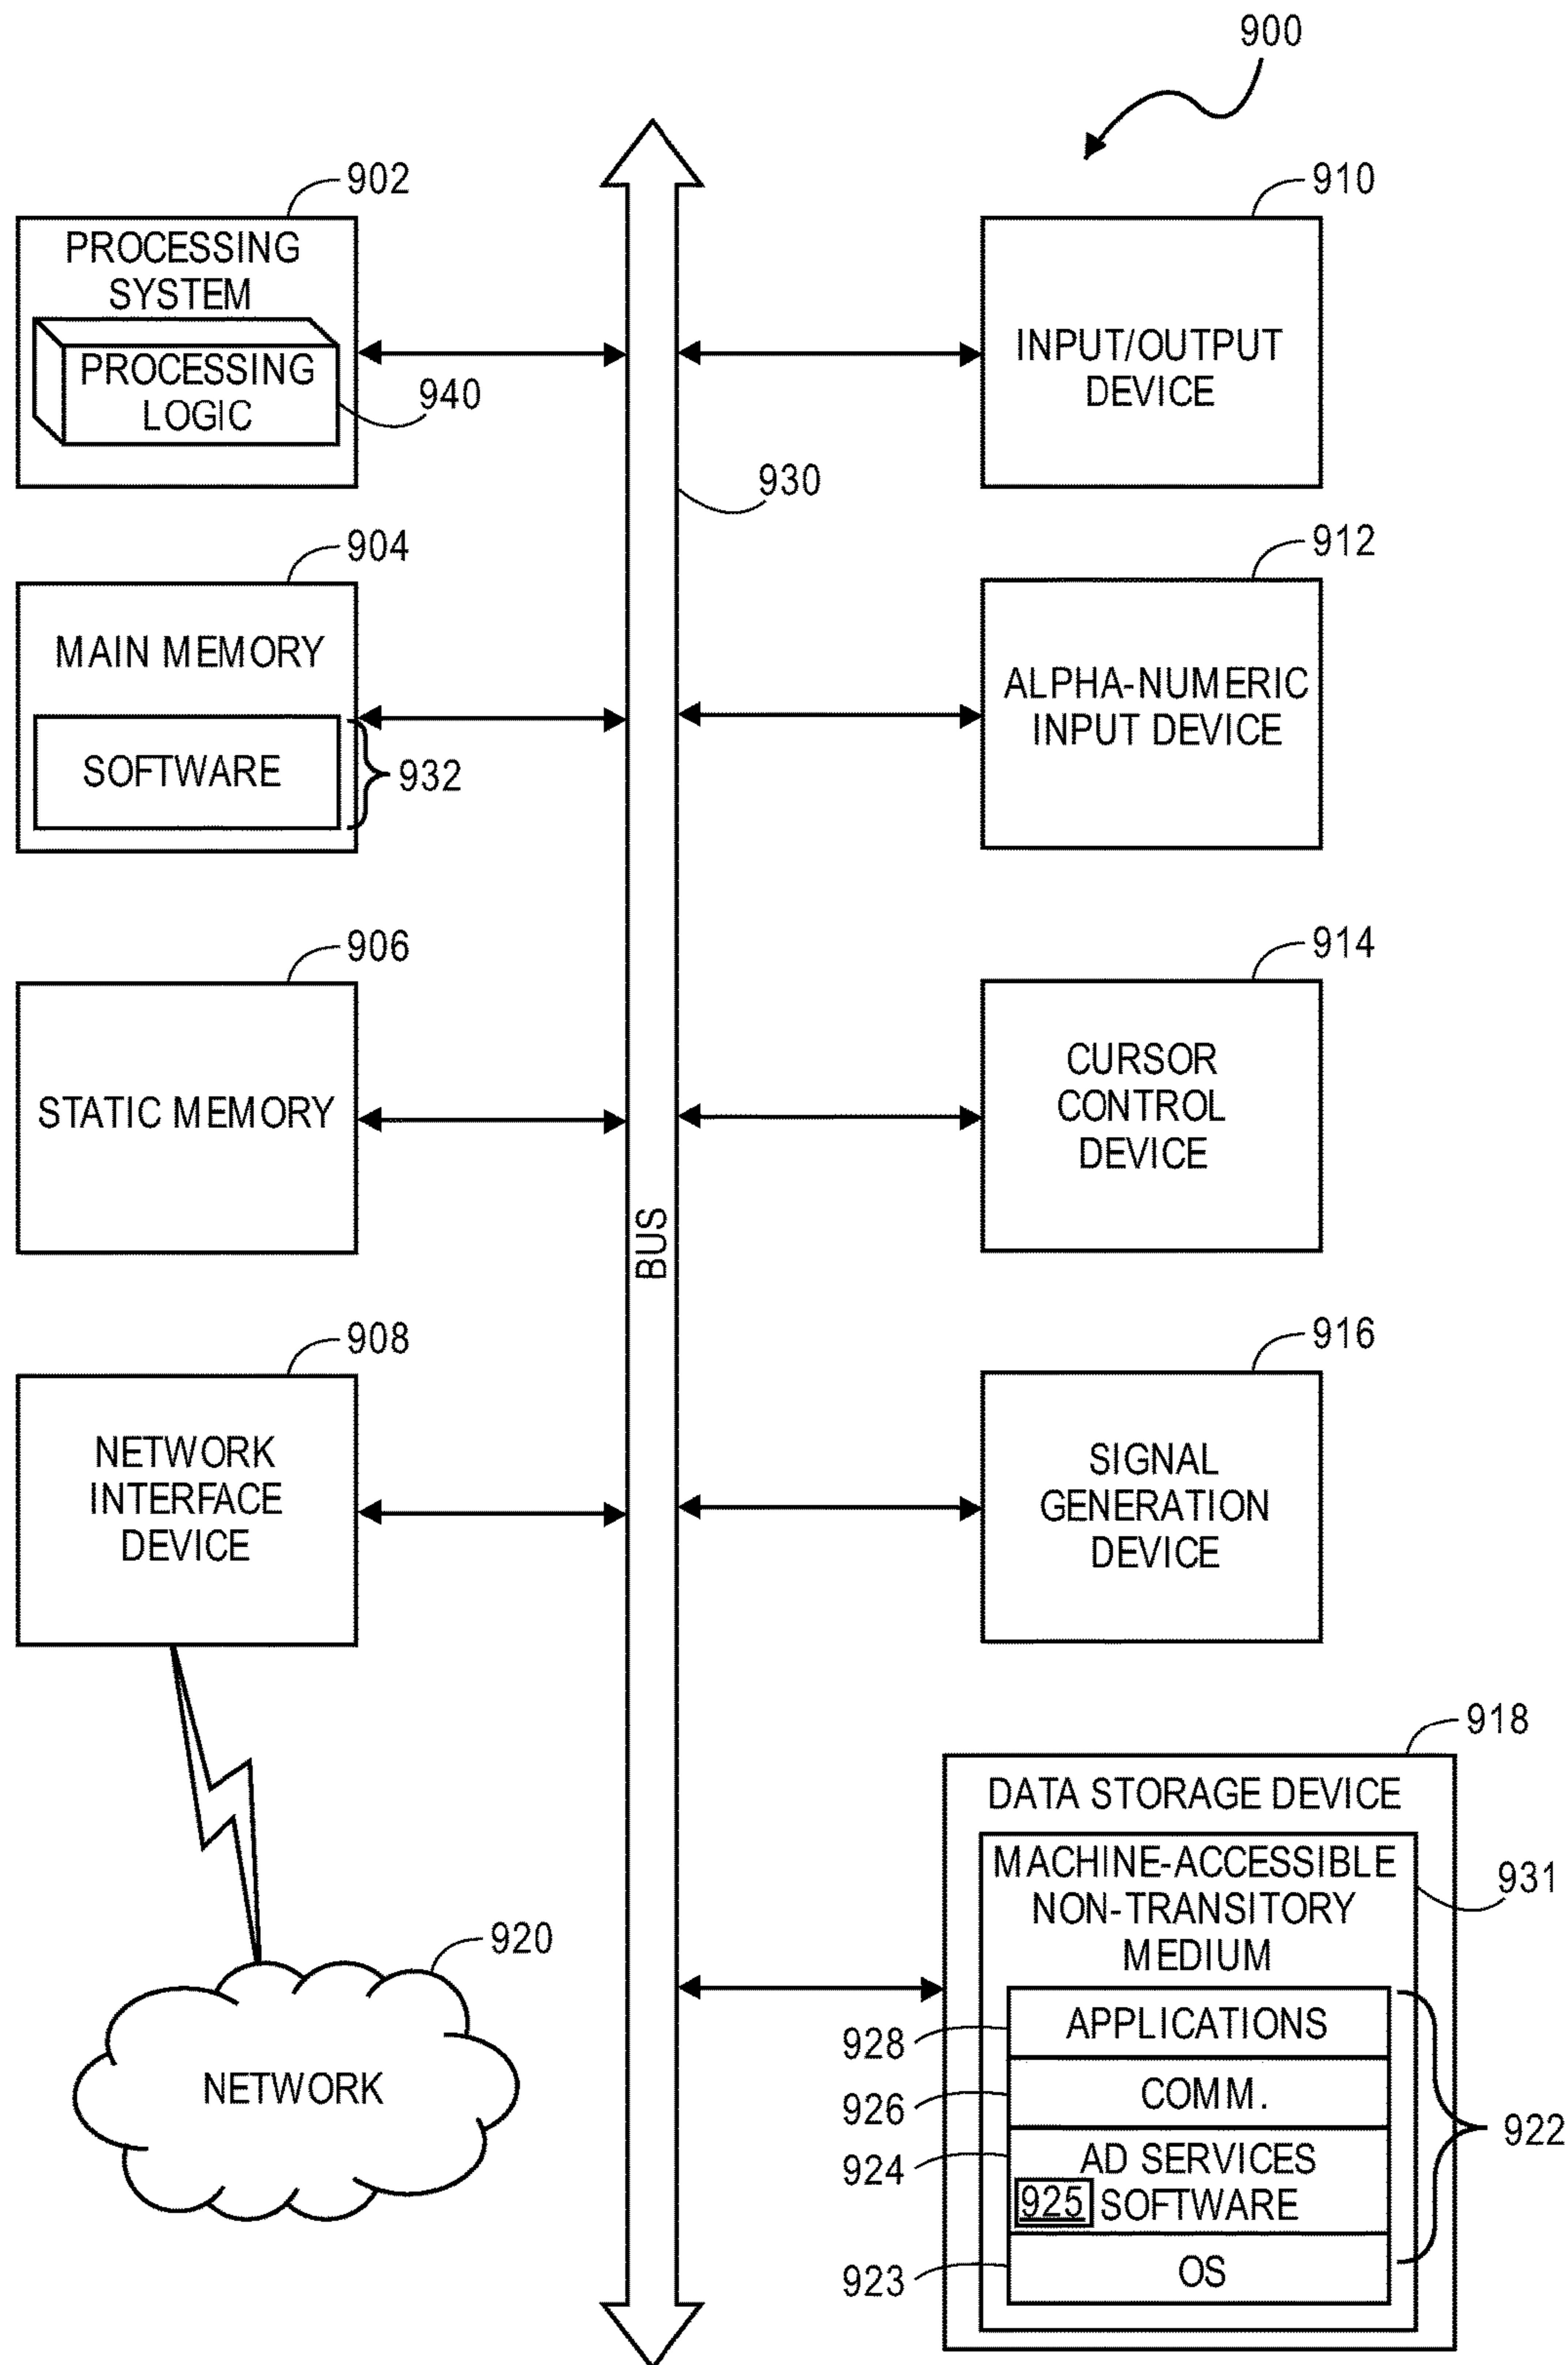 900
902
PROCESSING
SYSTEM
PROCESSING
LOGIC
940
910
INPUT/OUTPUT
DEVICE
930
904
MAIN MEMORY
SOFTWARE
932
912
ALPHA-NUMERIC
INPUT DEVICE
906
STATIC MEMORY
914
CURSOR
CONTROL
DEVICE
BUS
908
NETWORK
INTERFACE
DEVICE
916
SIGNAL
GENERATION
DEVICE
920
NETWORK
918
DATA STORAGE DEVICE
MACHINE-ACCESSIBLE
NON-TRANSITORY
MEDIUM
931
928
APPLICATIONS
926
COMM.
922
924
AD SERVICES
925 SOFTWARE
923
OS